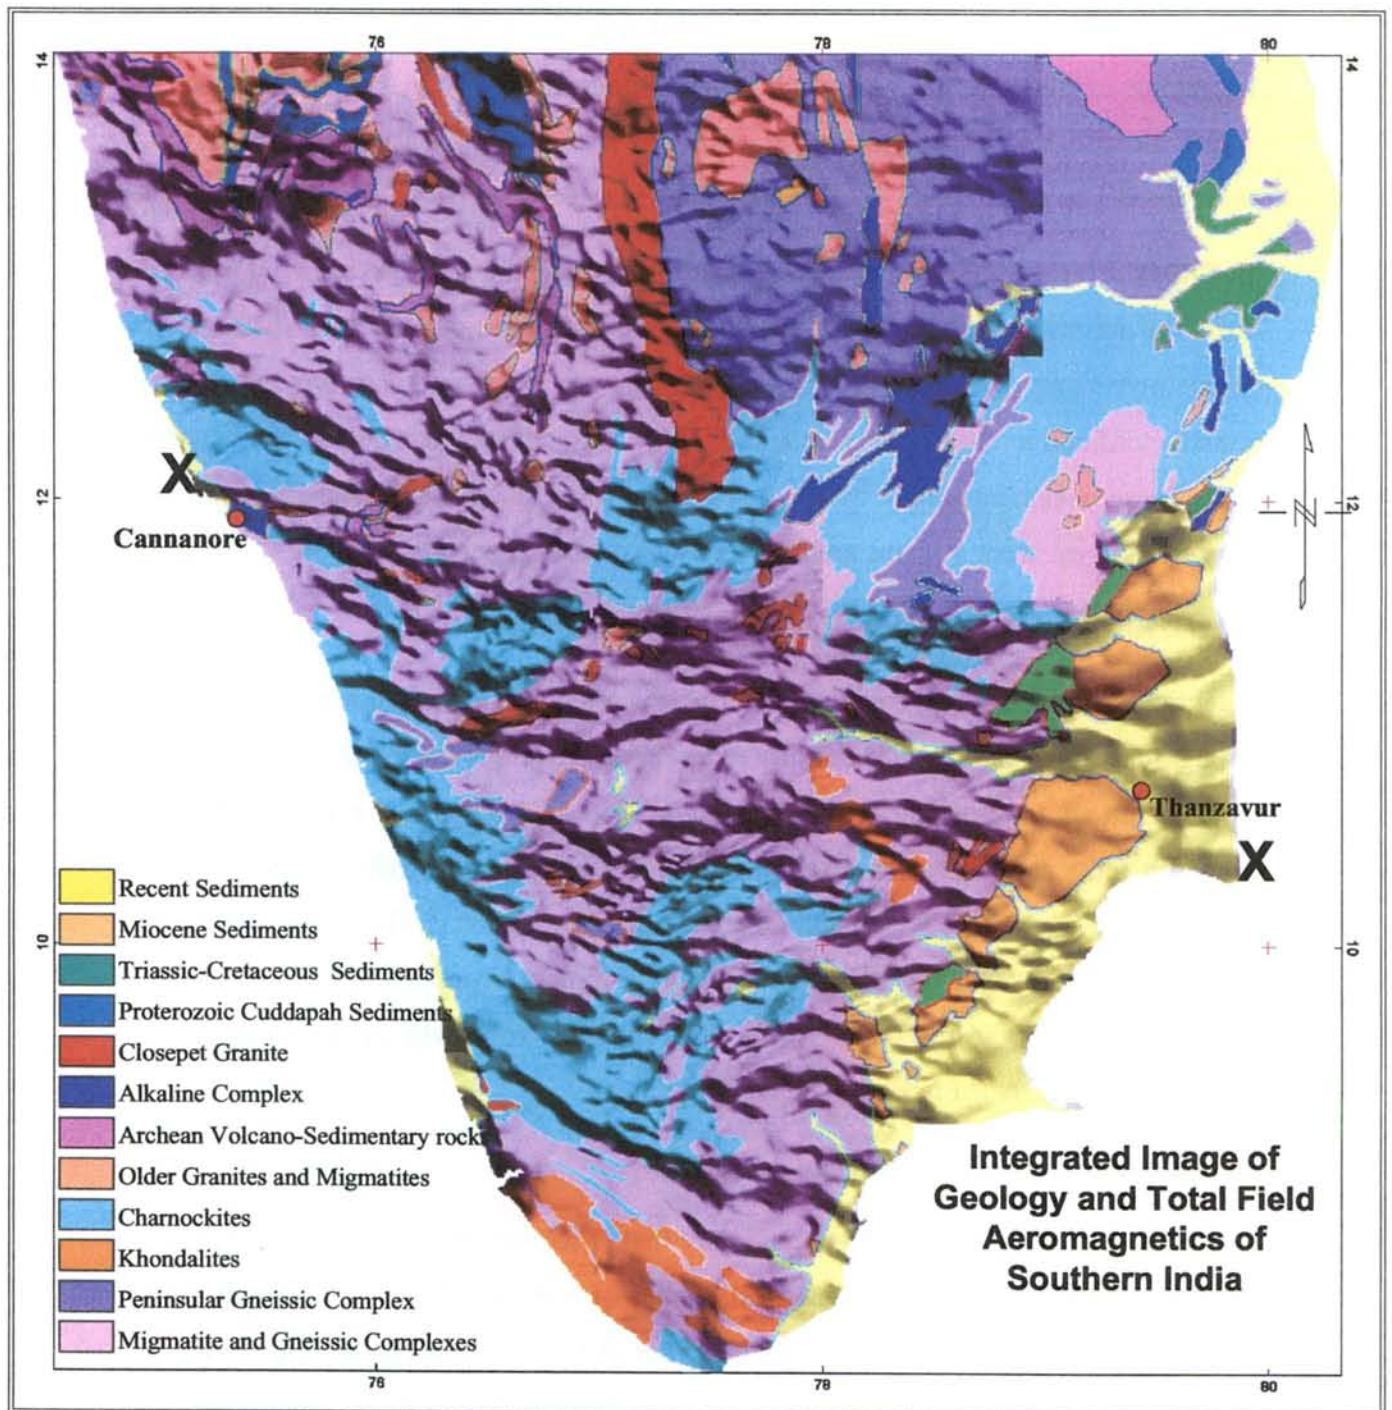 76 78 80
14 14
X
12 12
N
Cannanore
Thanzavur
X
10 10
Recent Sediments
Miocene Sediments
Triassic-Cretaceous Sediments
Proterozoic Cuddapah Sediments
Closepet Granite
Alkaline Complex
Archean Volcano-Sedimentary rock
Older Granites and Migmatites
Charnockites
Khondalites
Peninsular Gneissic Complex
Migmatite and Gneissic Complexes
Integrated Image of
Geology and Total Field
Aeromagnetics of
Southern India
76 78 80